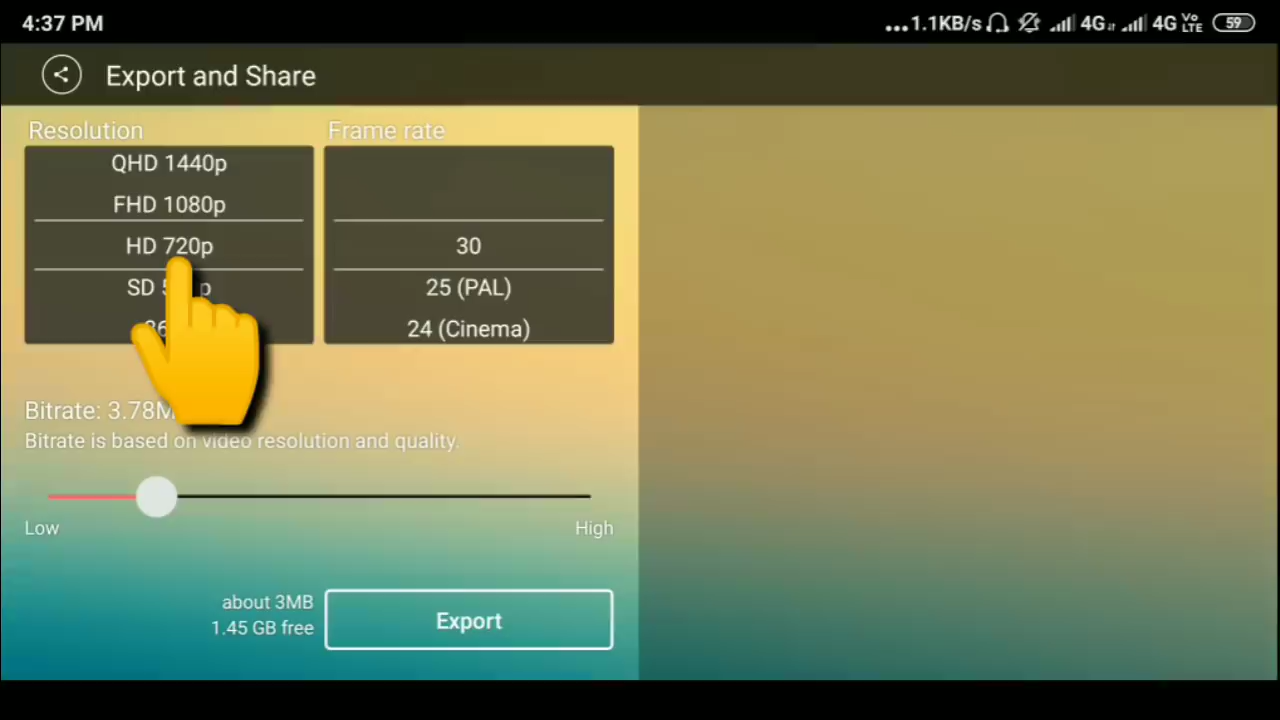 4:37 PM
...1.1KB/s 4G 4G Vo LTE 59
Export and Share
Resolution
Frame rate
QHD 1440p
FHD 1080p
HD 720p
SD
30
25 (PAL)
24 (Cinema)
Bitrate: 3.78M
Bitrate is based on video resolution and quality.
Low
High
about 3MB
1.45 GB free
Export